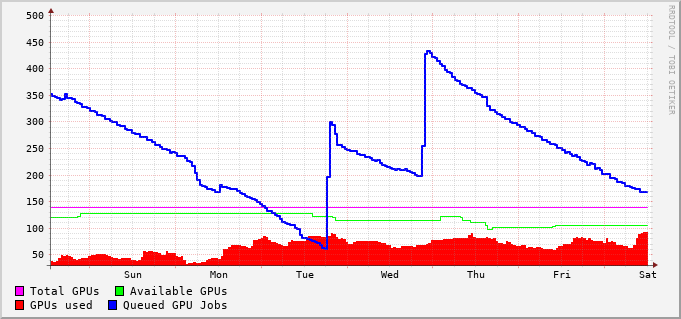 500
450
400
350
300
250
200
150
100
50
Sun Mon Tue Wed Thu Fri Sat
Total GPUs Available GPUs
GPUs used Queued GPU Jobs
RRDTOOL / TOBI OETIKER